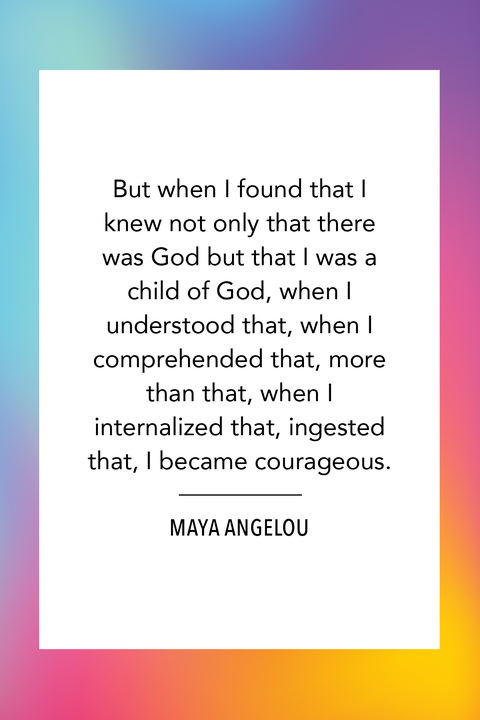 But when I found that I
knew not only that there
was God but that I was a
child of God, when I
understood that, when I
comprehended that, more
than that, when I
internalized that, ingested
that, I became courageous.
MAYA ANGELOU